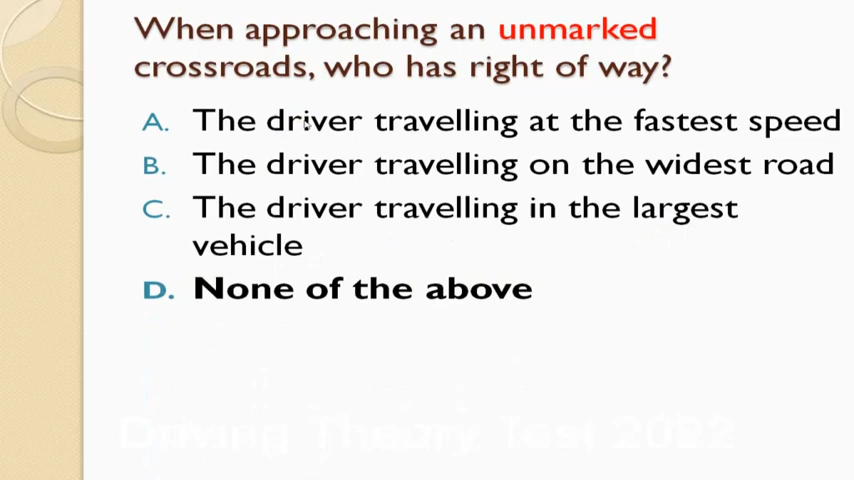 When approaching an unmarked
crossroads, who has right of way?
A. The driver travelling at the fastest speed
B. The driver travelling on the widest road
C. The driver travelling in the largest
vehicle
D. None of the above
Driving Theory Test 2022